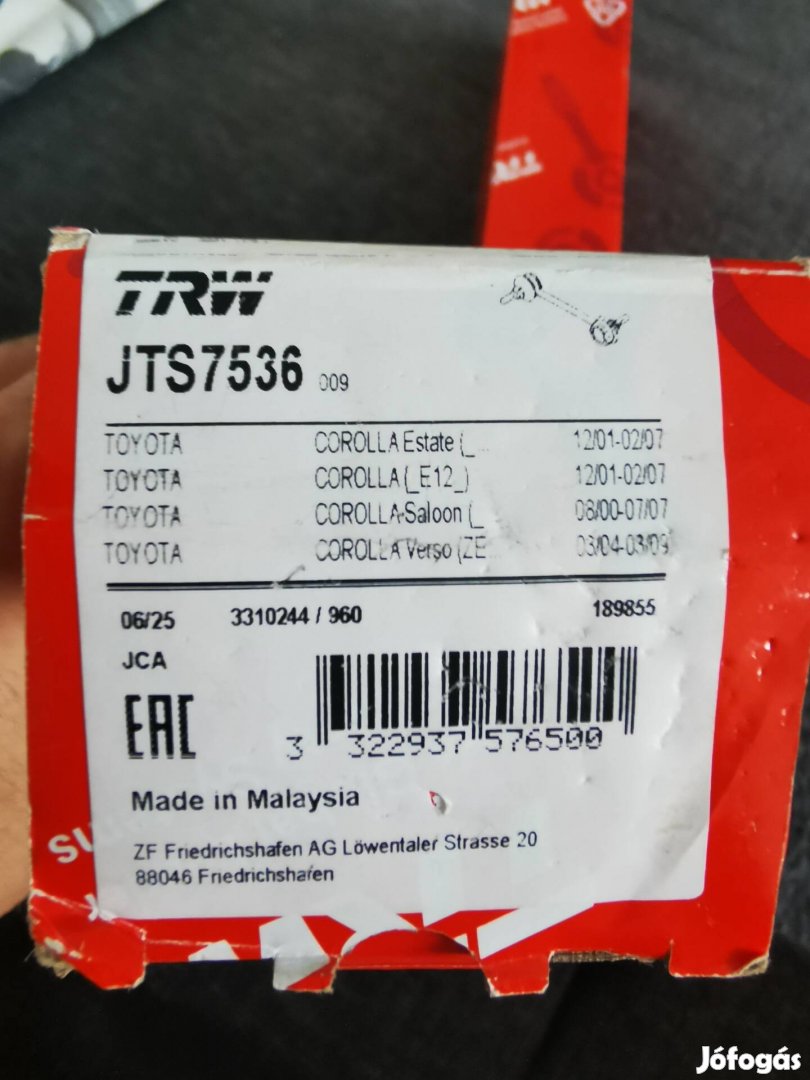 TRW
JTS7536 009
TOYOTA COROLLA Estate (_... 12/01-02/07
TOYOTA COROLLA (_E12_) 12/01-02/07
TOYOTA COROLLA Saloon (_ 08/00-07/07
TOYOTA COROLLA Verso (ZE 03/04-03/09
06/25 3310244 / 960 189855
JCA
EAC
3 322937 576500
Made in Malaysia
ZF Friedrichshafen AG Löwentaler Strasse 20
88046 Friedrichshafen
Jófogás